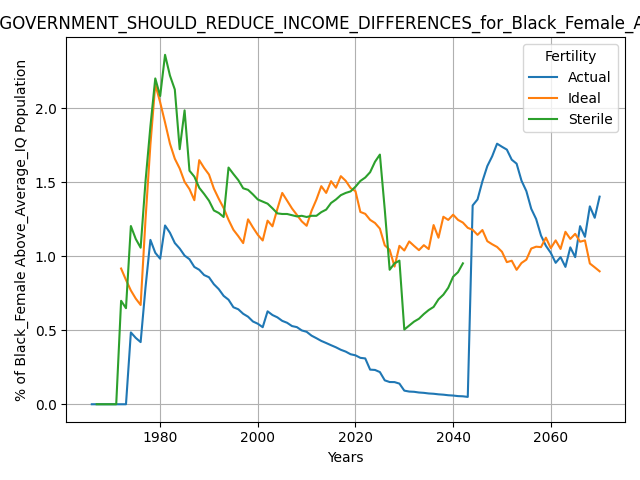 GOVERNMENT_SHOULD_REDUCE_INCOME_DIFFERENCES_for_Black_Female_A
Fertility
Actual
Ideal
Sterile
% of Black_Female Above_Average_IQ Population
2.0
1.5
1.0
0.5
0.0
1980 2000 2020 2040 2060
Years